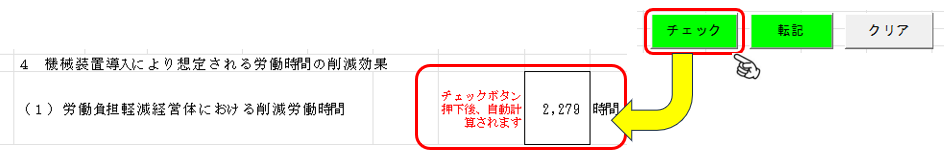 チェック 転記 クリア
４　機械装置導入により想定される労働時間の削減効果
（１）労働負担軽減経営体における削減労働時間
チェックボタン
押下後、自動計
算されます
2,279 時間